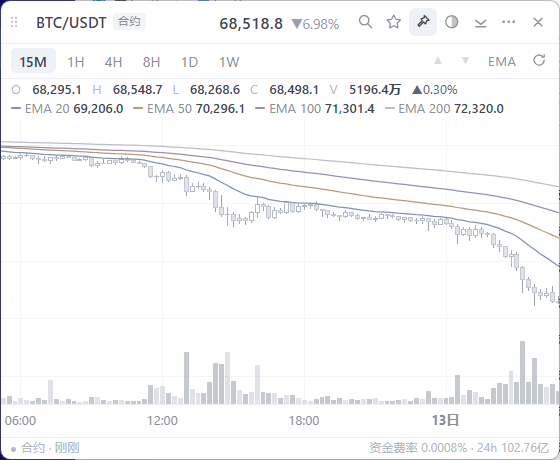 BTC/USDT 合约 68,518.8 ▼6.98%
15M 1H 4H 8H 1D 1W ▲ ▼ EMA
O 68,295.1 H 68,548.7 L 68,268.6 C 68,498.1 V 5196.4万 ▲0.30%
EMA 20 69,206.0 EMA 50 70,296.1 EMA 100 71,301.4 EMA 200 72,320.0
06:00 12:00 18:00 13日
合约 · 刚刚 资金费率 0.0008% · 24h 102.76亿